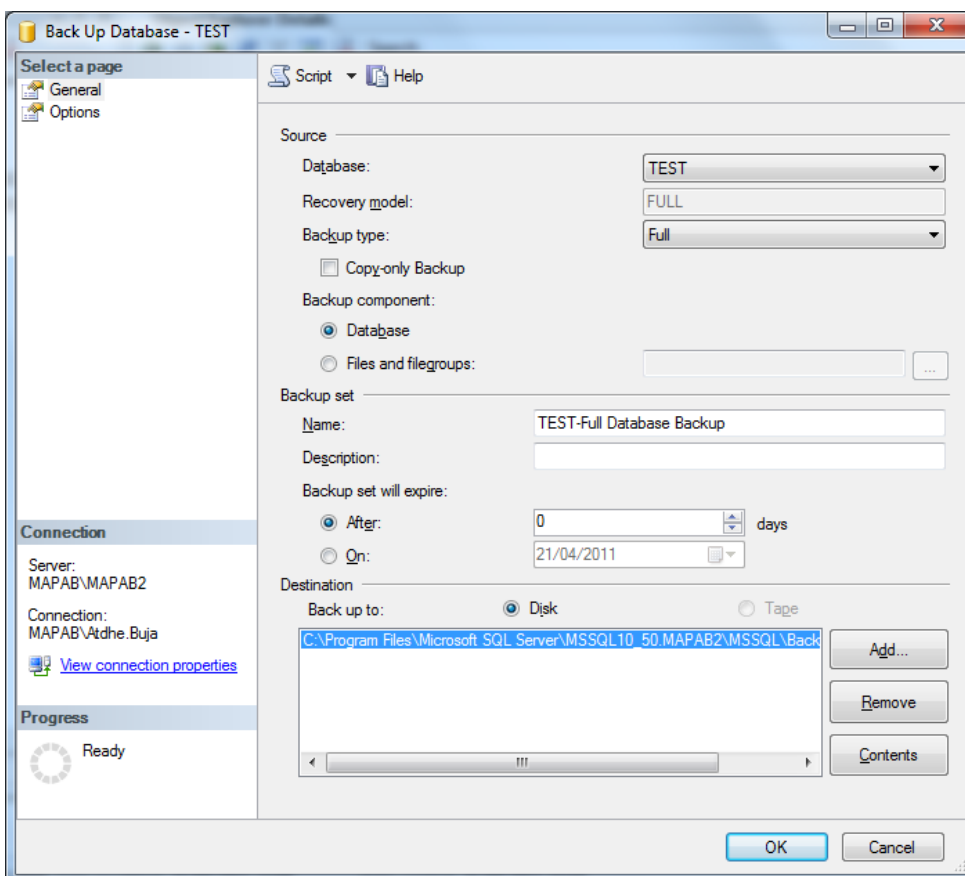 Back Up Database - TEST
Select a page
General
Options
Script
Help
Source
Database:
TEST
Recovery model:
FULL
Backup type:
Full
Copy-only Backup
Backup component:
Database
Files and filegroups:
...
Backup set
Name:
TEST-Full Database Backup
Description:
Backup set will expire:
After:
0
days
On:
21/04/2011
Destination
Back up to:
Disk
Tape
C:\Program Files\Microsoft SQL Server\MSSQL10_50.MAPAB2\MSSQL\Back
Add...
Remove
Contents
Connection
Server:
MAPAB\MAPAB2
Connection:
MAPAB\Atdhe.Buja
View connection properties
Progress
Ready
OK
Cancel